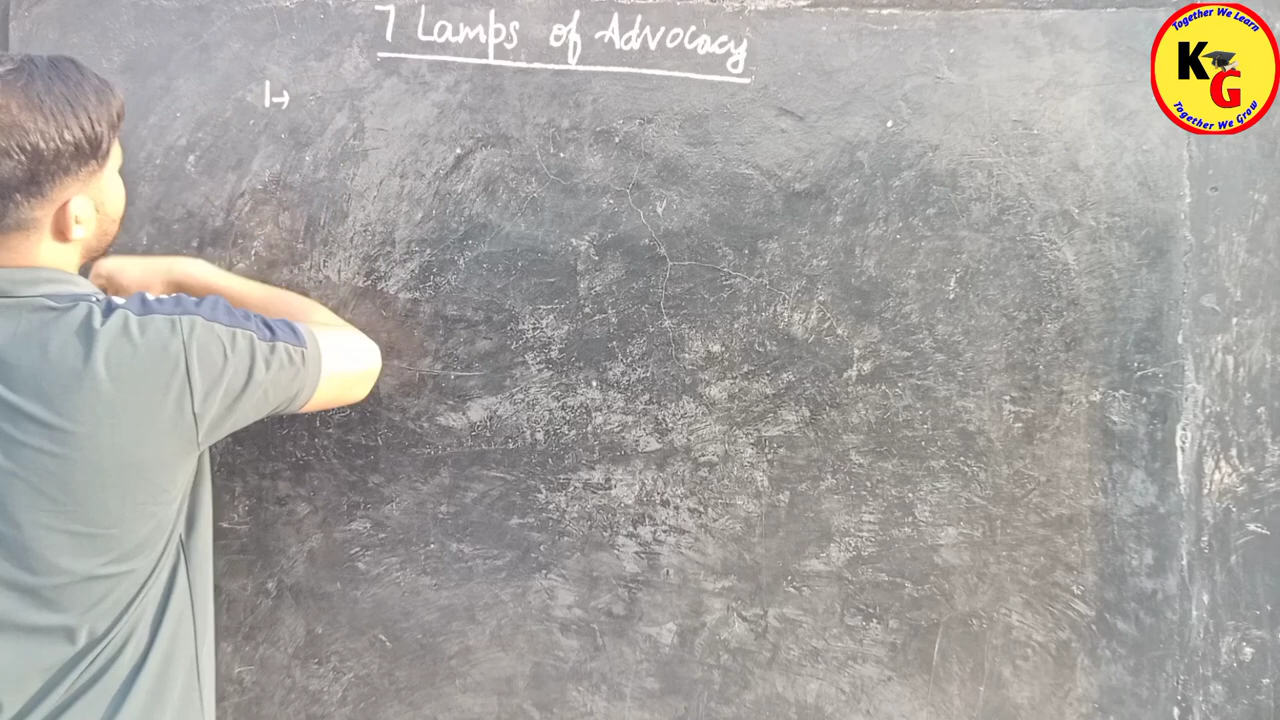 7 Lamps of Advocacy
1→
Together We Learn
KG
Together We Grow